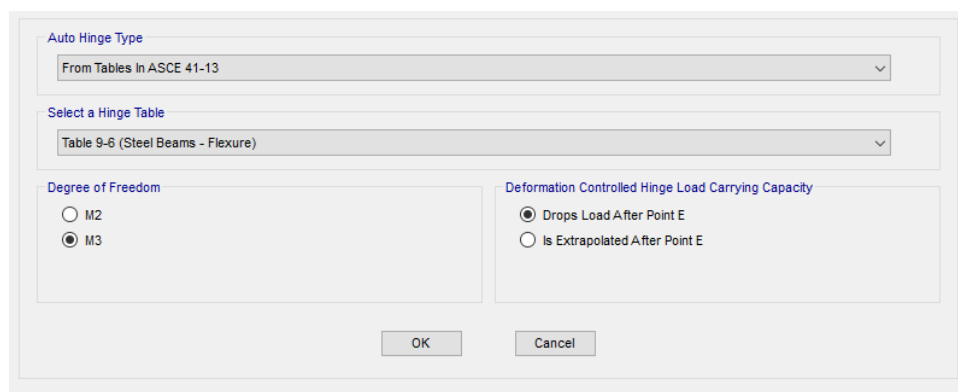 Auto Hinge Type
From Tables In ASCE 41-13
Select a Hinge Table
Table 9-6 (Steel Beams - Flexure)
Degree of Freedom
M2
M3
Deformation Controlled Hinge Load Carrying Capacity
Drops Load After Point E
Is Extrapolated After Point E
OK
Cancel